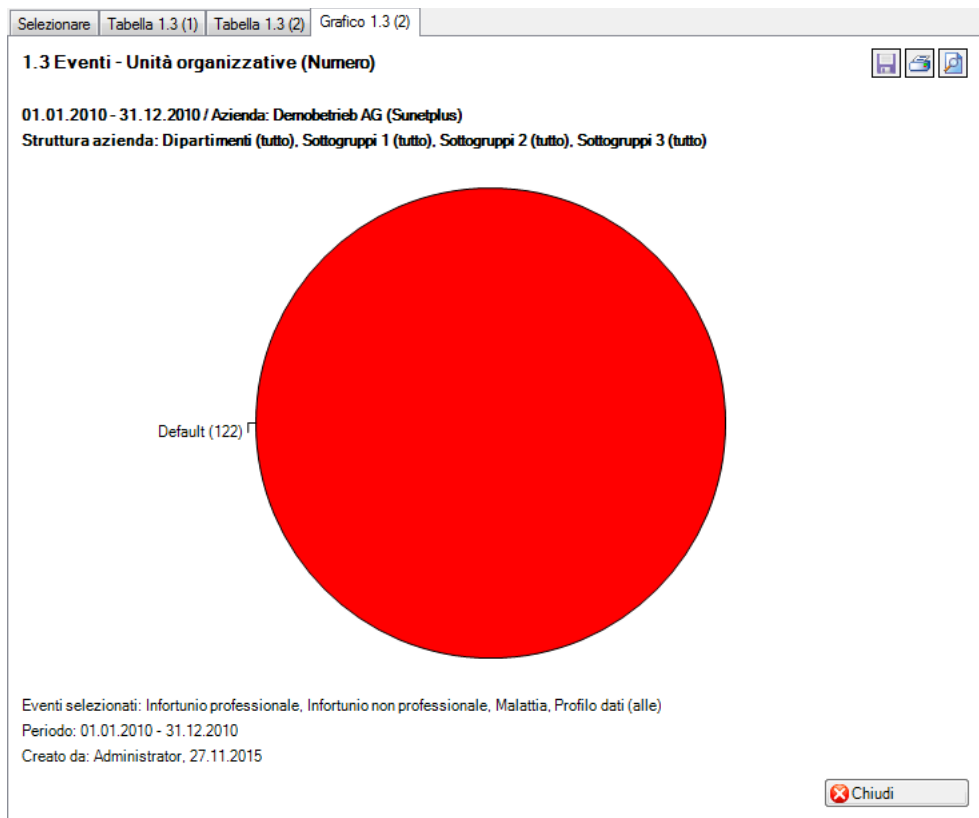 Selezionare
Tabella 1.3 (1)
Tabella 1.3 (2)
Grafico 1.3 (2)
1.3 Eventi - Unità organizzative (Numero)
01.01.2010 - 31.12.2010 / Azienda: Demobetrieb AG (Sunetplus)
Struttura azienda: Dipartimenti (tutto), Sottogruppi 1 (tutto), Sottogruppi 2 (tutto), Sottogruppi 3 (tutto)
Default (122)
Eventi selezionati: Infortunio professionale, Infortunio non professionale, Malattia, Profilo dati (alle)
Periodo: 01.01.2010 - 31.12.2010
Creato da: Administrator, 27.11.2015
Chiudi